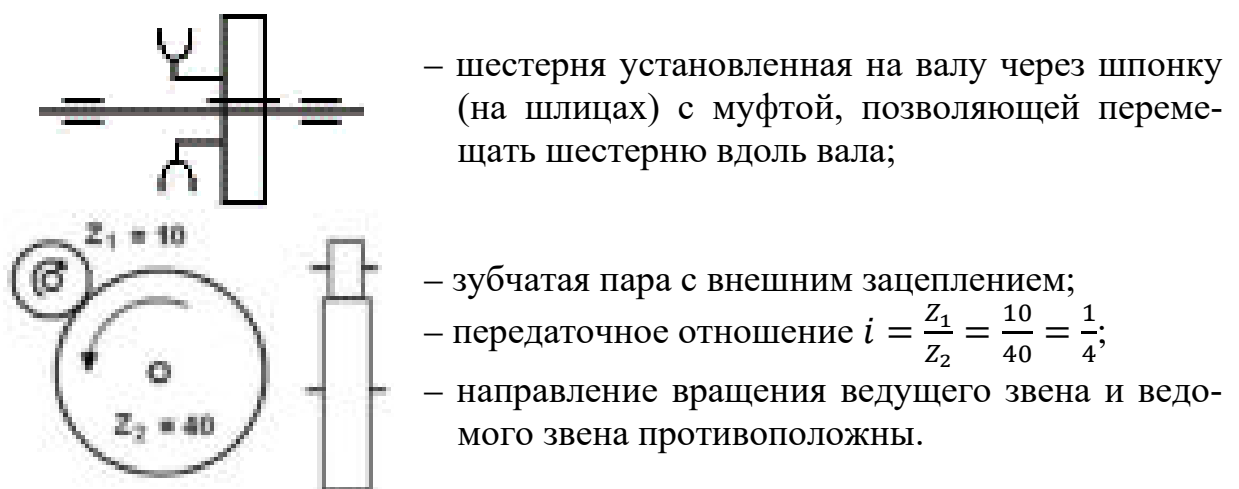 – шестерня установленная на валу через шпонку
(на шлицах) с муфтой, позволяющей переме-
щать шестерню вдоль вала;
Z₁ = 10
– зубчатая пара с внешним зацеплением;
– передаточное отношение i = Z₁/Z₂ = 10/40 = 1/4;
– направление вращения ведущего звена и ведо-
мого звена противоположны.
Z₂ = 40